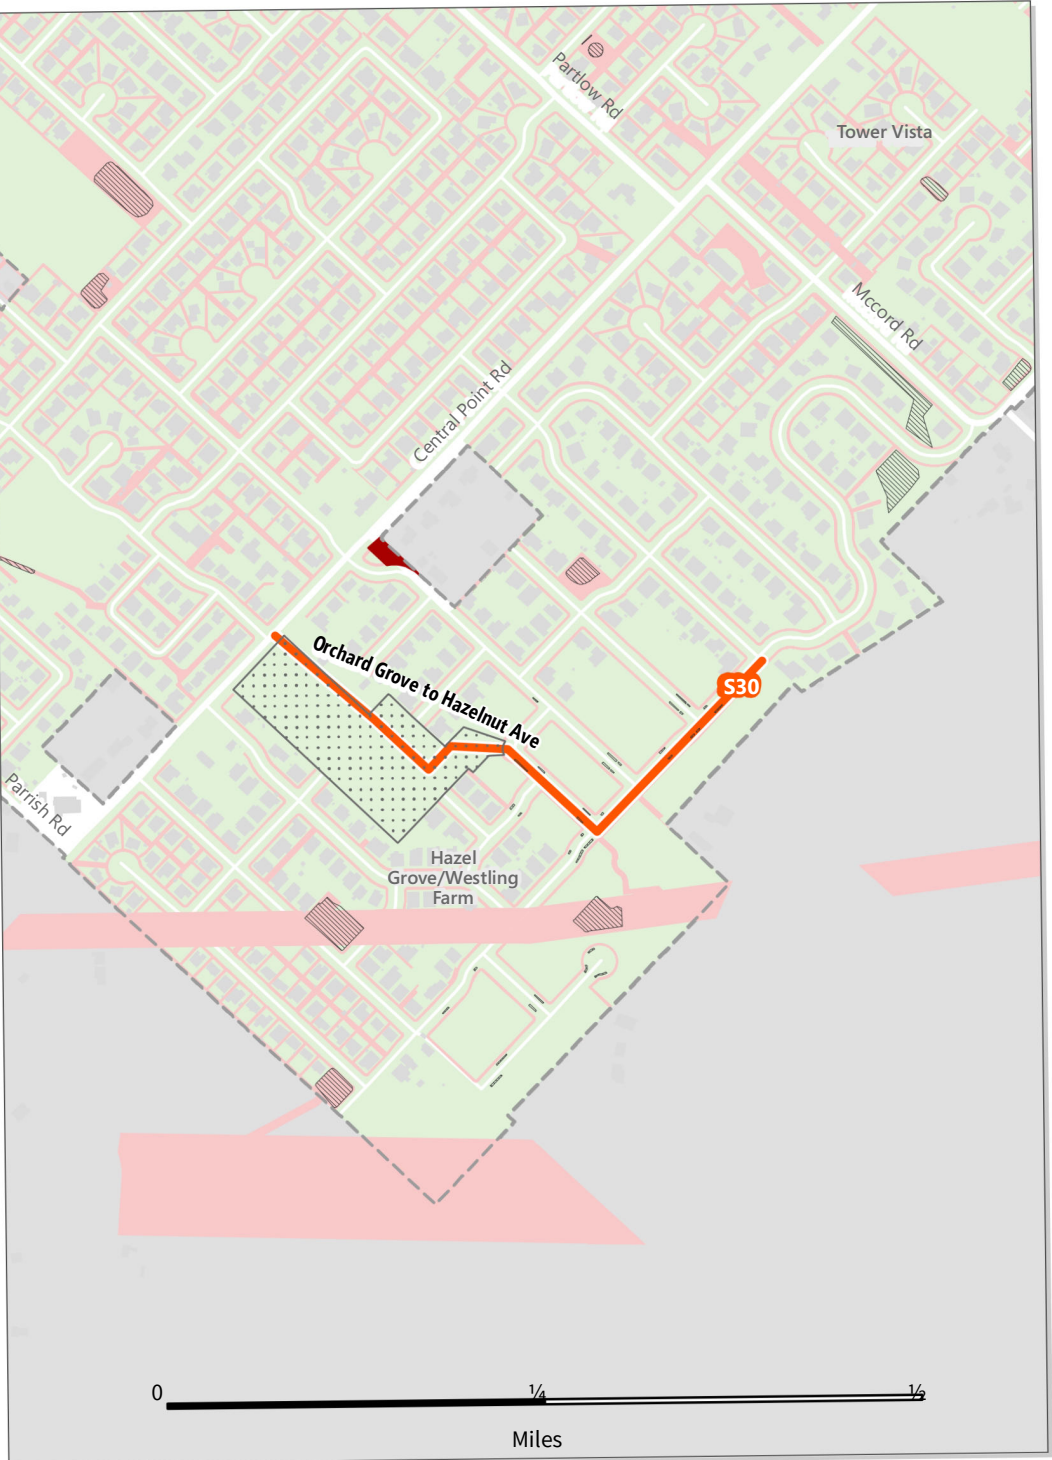 Partlow Rd
Tower Vista
Mccord Rd
Central Point Rd
Orchard Grove to Hazelnut Ave
S30
Parrish Rd
Hazel
Grove/Westling
Farm
0 ¼ ½
Miles